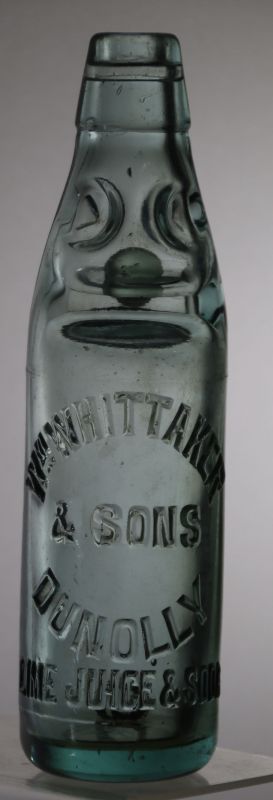 WM. WHITTAKER
& SONS
DUNOLLY
LIME JUICE & SODA